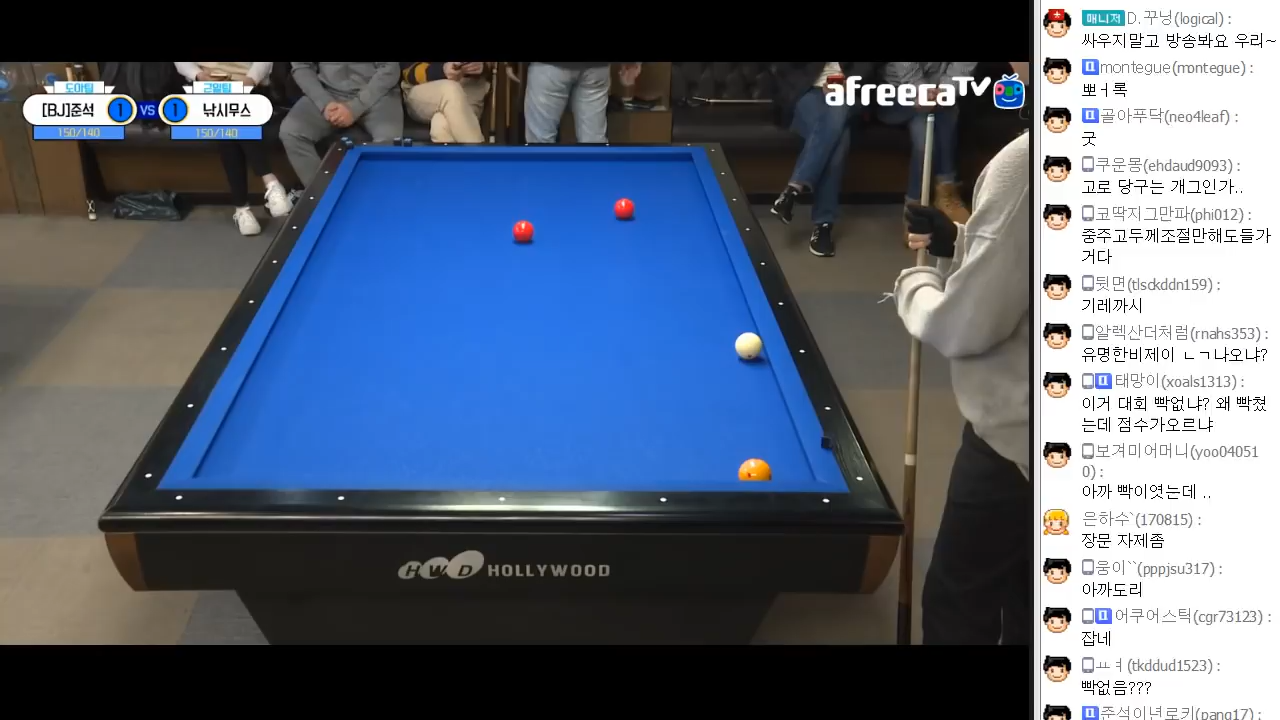 도마팀
근일팀
[BJ]준석 1 VS 1 낚시무스
150/140
150/140
afreecaTV
HWD HOLLYWOOD
매니저 D. 꾸닝(logical) :
싸우지말고 방송봐요 우리~
montegue(montegue) :
뽀ㅓ록
골아푸닥(neo4leaf) :
굿
쿠운몽(ehdaud9093) :
고로 당구는 개그인가..
코딱지그만파(phi012) :
중주고두께조절만해도들가
거다
뒷면(tlsckddn159) :
기레까시
알렉산더처럼(rnahs353) :
유명한비제이 ㄴㄱ나오냐?
태망이(xoals1313) :
이거 대회 빡없냐? 왜 빡쳤
는데 점수가오르냐
보겨미어머니(yoo04051
0) :
아까 빡이엿는데 ..
은하수`(170815) :
장문 자제좀
웅이``(pppjsu317) :
아까도리
어쿠어스틱(cgr73123) :
잡네
ㅛㅕ(tkddud1523) :
빡없음???
준석이년로키(pang17) :